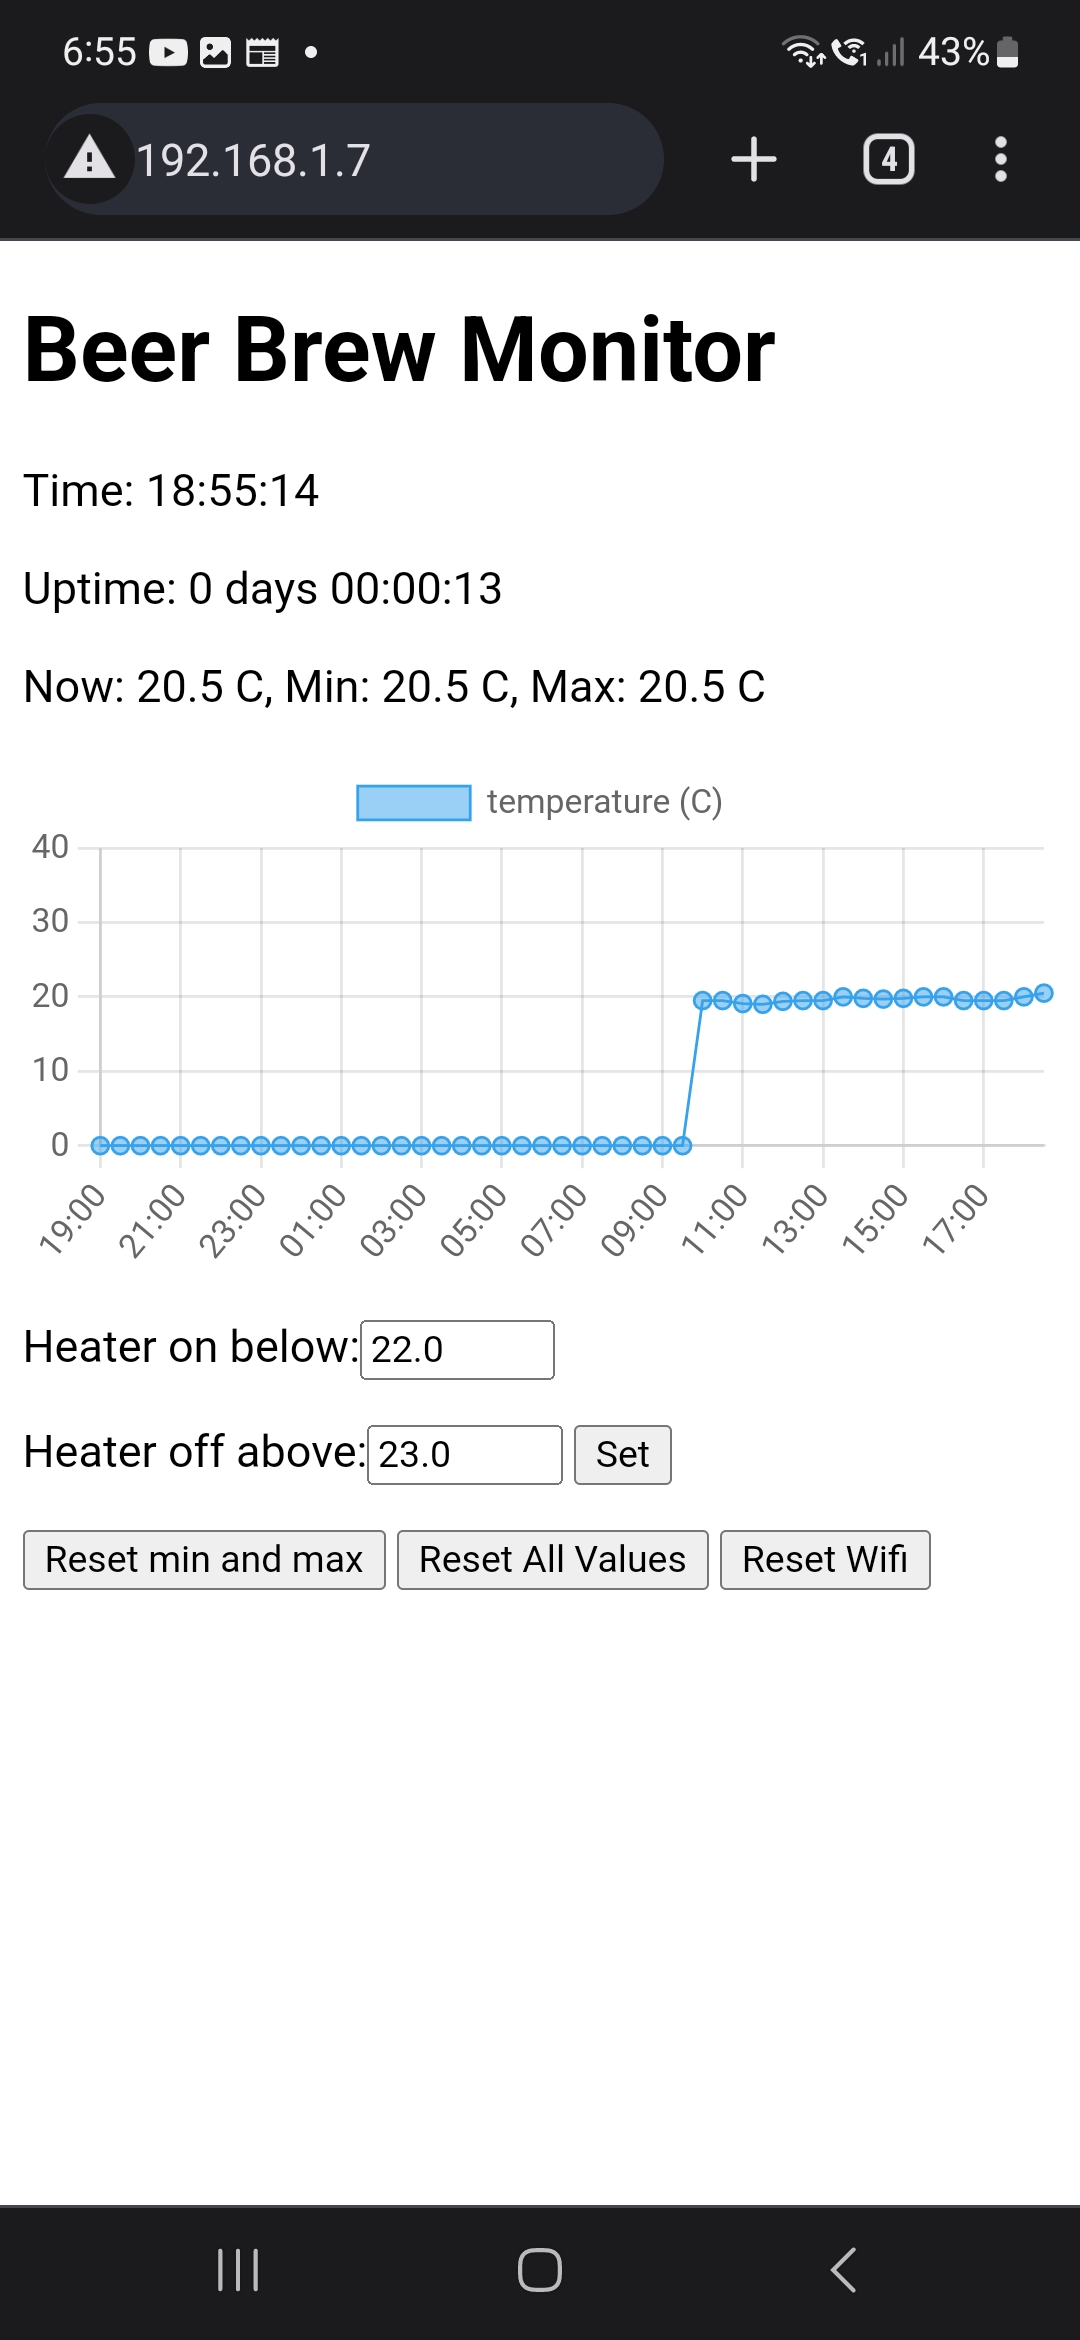 6:55 43%
192.168.1.7 4
Beer Brew Monitor
Time: 18:55:14
Uptime: 0 days 00:00:13
Now: 20.5 C, Min: 20.5 C, Max: 20.5 C
temperature (C)
40
30
20
10
0
19:00 21:00 23:00 01:00 03:00 05:00 07:00 09:00 11:00 13:00 15:00 17:00
Heater on below: 22.0
Heater off above: 23.0 Set
Reset min and max Reset All Values Reset Wifi